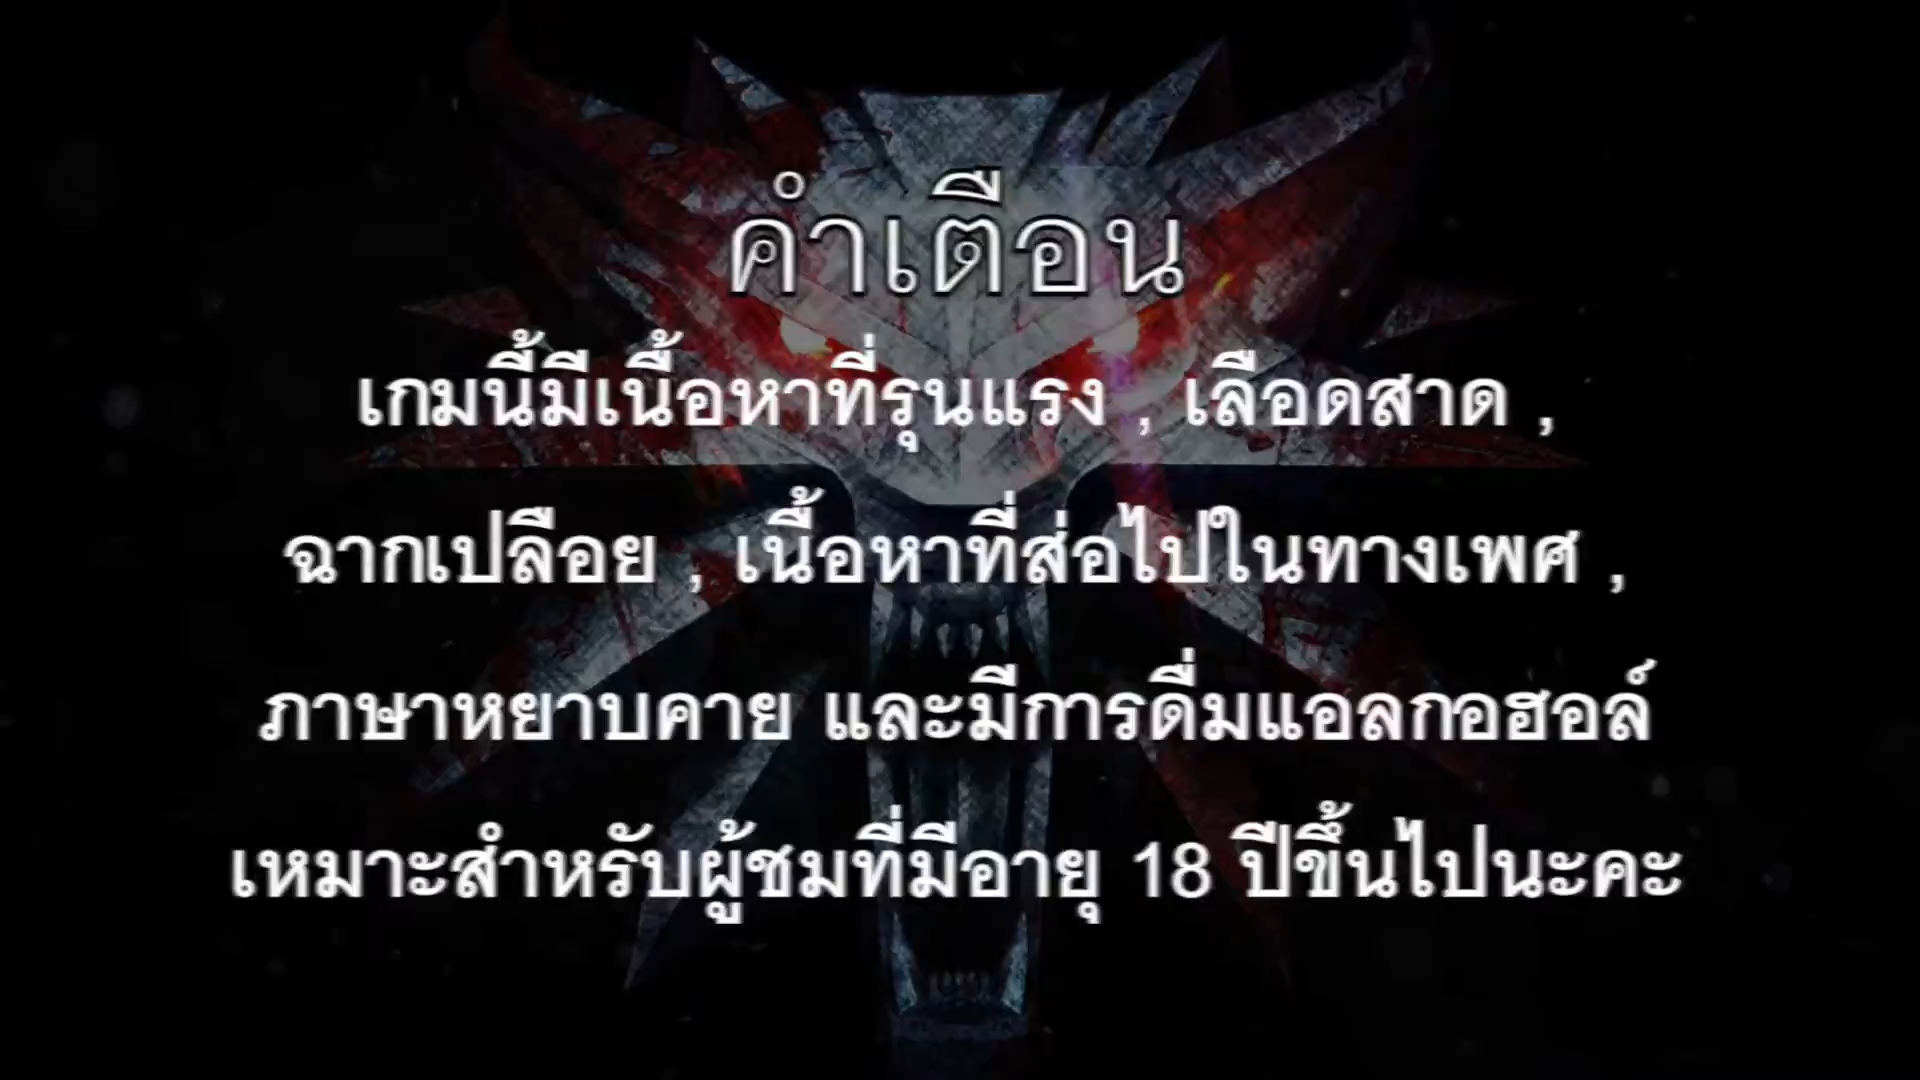 คำเตือน
เกมนี้มีเนื้อหาที่รุนแรง , เลือดสาด ,
ฉากเปลือย , เนื้อหาที่ส่อไปในทางเพศ ,
ภาษาหยาบคาย และมีการดื่มแอลกอฮอล์
เหมาะสำหรับผู้ชมที่มีอายุ 18 ปีขึ้นไปนะคะ